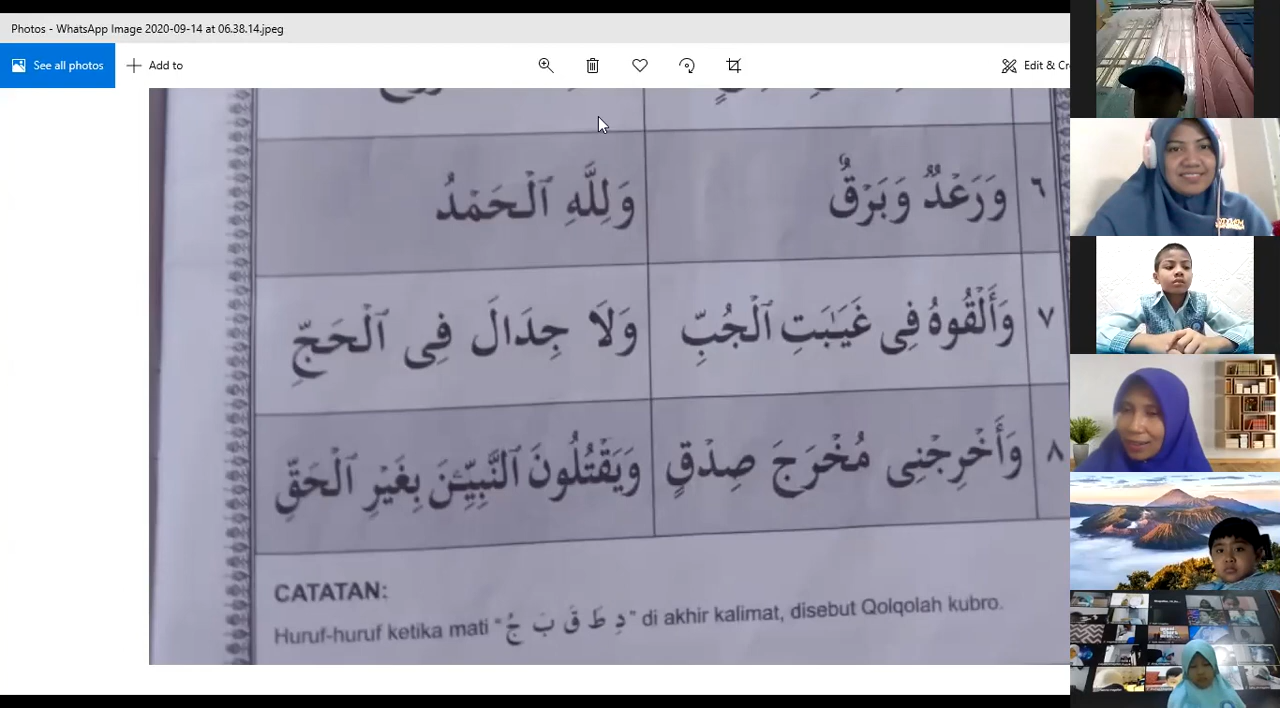 Photos - WhatsApp Image 2020-09-14 at 06.38.14.jpeg
See all photos
Add to
Edit &
٦ وَرَعْدٌ وَبَرْقٌ وَلِلَّهِ ٱلْحَمْدُ
٧ وَأَلْقُوهُ فِى غَيَـٰبَتِ ٱلْجُبِّ وَلَا جِدَالَ فِى ٱلْحَجِّ
٨ وَأَخْرِجْنِى مُخْرَجَ صِدْقٍ وَيَقْتُلُونَ ٱلنَّبِيِّـۧنَ بِغَيْرِ ٱلْحَقِّ
CATATAN:
Huruf-huruf ketika mati “دِ طَ قَ بَ جُ” di akhir kalimat, disebut Qolqolah kubro.